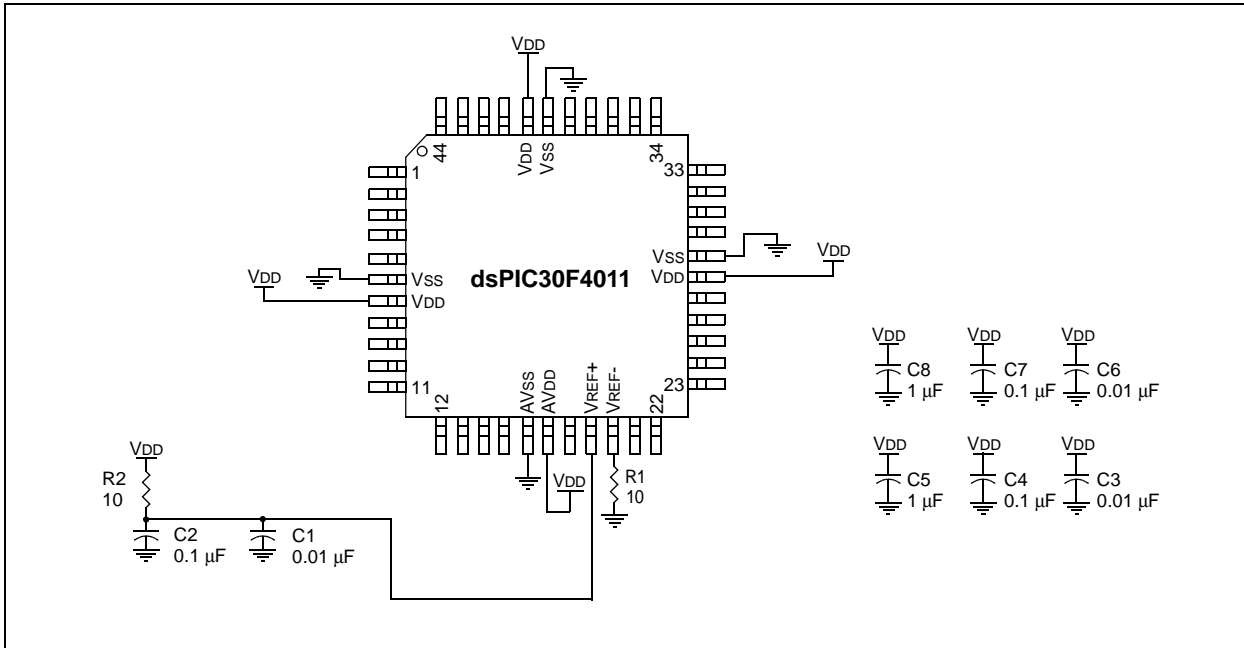 VDD
44
VDD
VSS
34
1
33
VSS
VDD
dsPIC30F4011
VSS
VDD
VDD
VDD
11
23
12
AVSS
AVDD
VREF+
VREF-
22
VDD
R1
10
VDD
R2
10
C2
0.1 μF
C1
0.01 μF
VDD
C8
1 μF
VDD
C7
0.1 μF
VDD
C6
0.01 μF
VDD
C5
1 μF
VDD
C4
0.1 μF
VDD
C3
0.01 μF